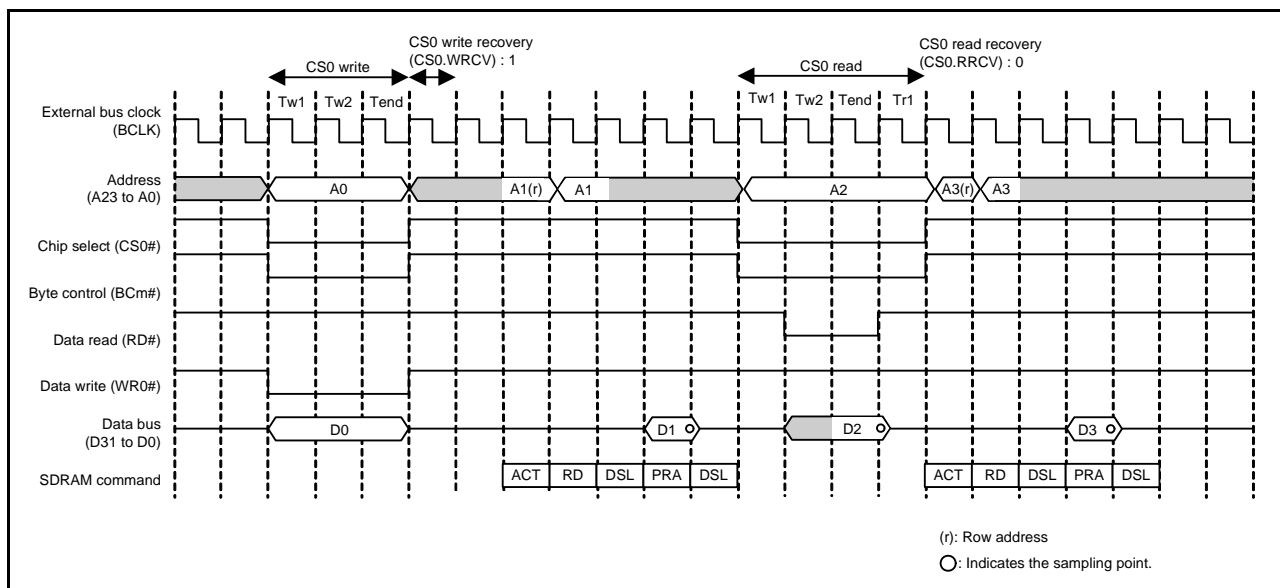 CS0 write recovery
(CS0.WRCV) : 1
CS0 read recovery
(CS0.RRCV) : 0
CS0 write
CS0 read
Tw1 Tw2 Tend
Tw1 Tw2 Tend Tr1
External bus clock
(BCLK)
Address
(A23 to A0)
A0 A1(r) A1 A2 A3(r) A3
Chip select (CS0#)
Byte control (BCm#)
Data read (RD#)
Data write (WR0#)
Data bus
(D31 to D0)
D0 D1 D2 D3
SDRAM command
ACT RD DSL PRA DSL ACT RD DSL PRA DSL
(r): Row address
: Indicates the sampling point.